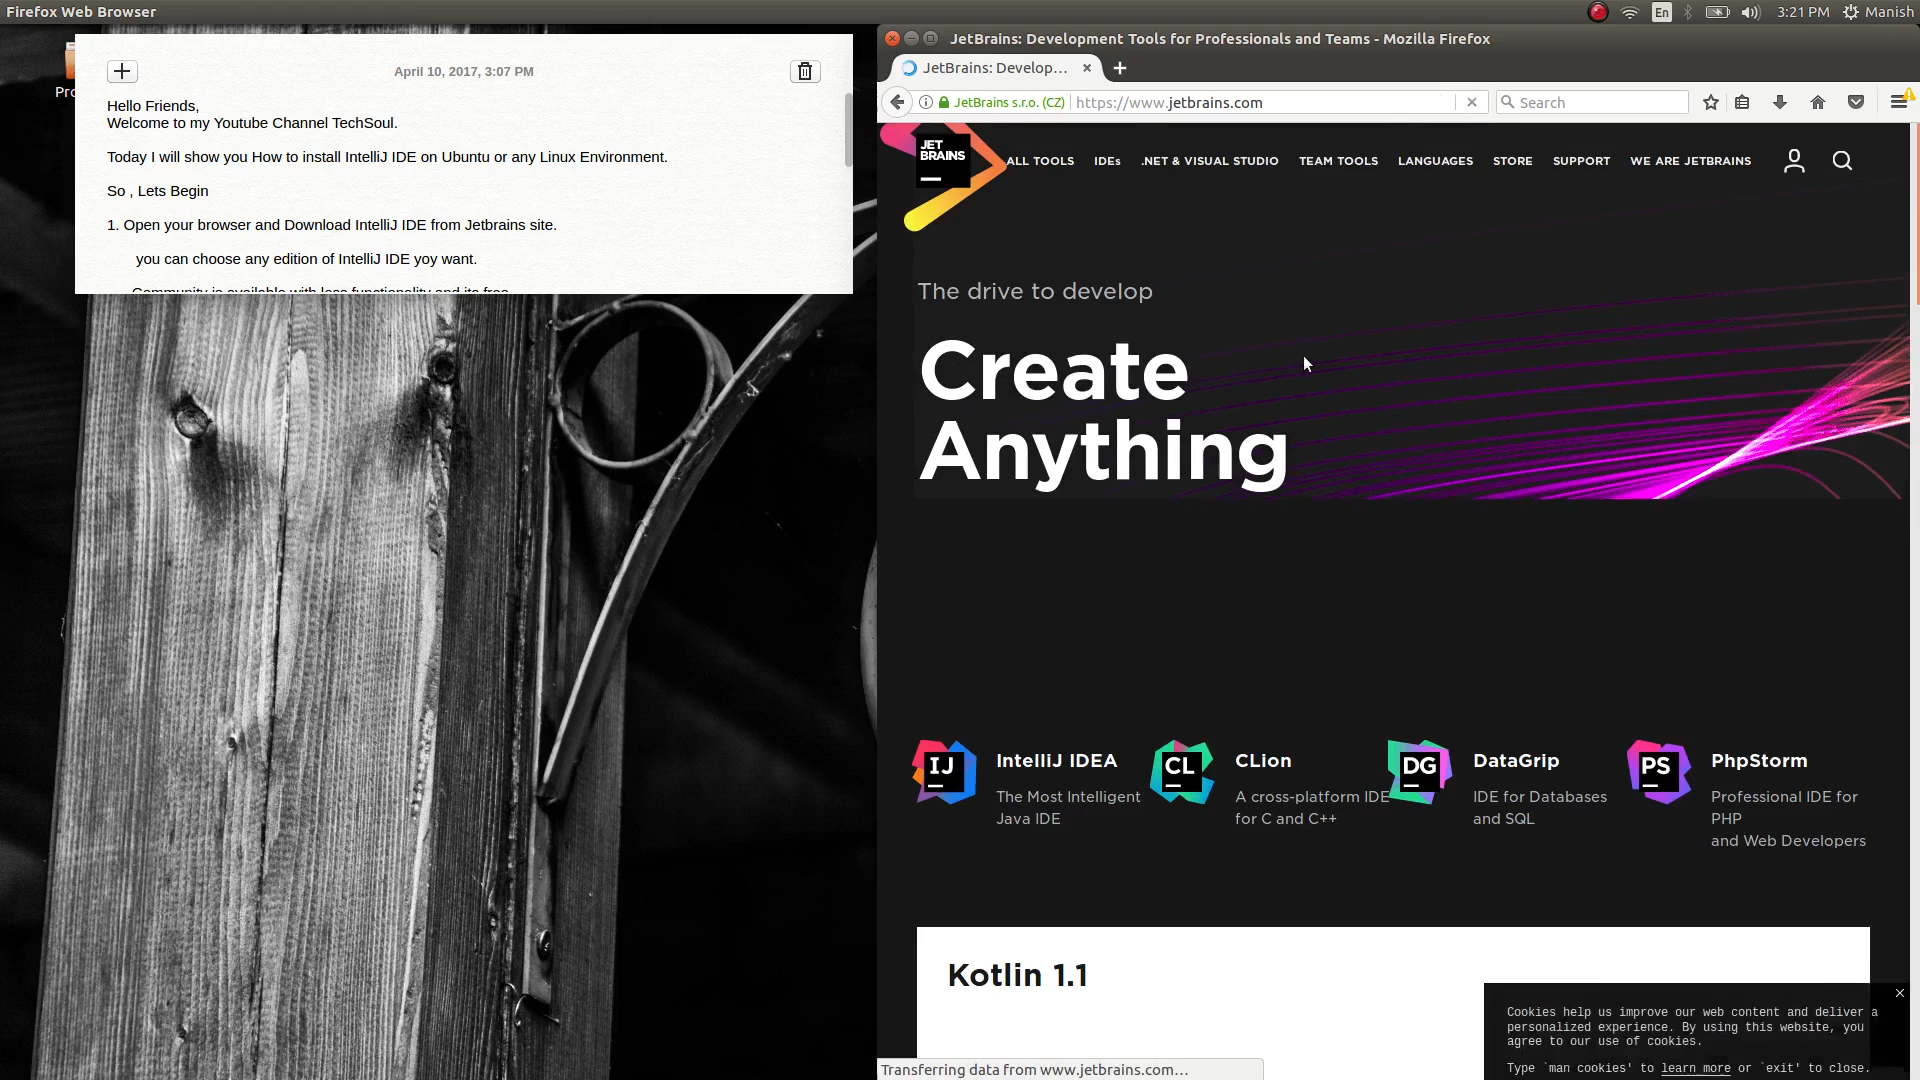 Firefox Web Browser
En
3:21 PM
Manish
April 10, 2017, 3:07 PM
Hello Friends,
Welcome to my Youtube Channel TechSoul.
Today I will show you How to install IntelliJ IDE on Ubuntu or any Linux Environment.
So , Lets Begin
1. Open your browser and Download IntelliJ IDE from Jetbrains site.
you can choose any edition of IntelliJ IDE yoy want.
Community is available with less functionality and its free
JetBrains: Development Tools for Professionals and Teams - Mozilla Firefox
JetBrains: Develop...
JetBrains s.r.o. (CZ)
https://www.jetbrains.com
Search
JET
BRAINS
ALL TOOLS
IDEs
.NET & VISUAL STUDIO
TEAM TOOLS
LANGUAGES
STORE
SUPPORT
WE ARE JETBRAINS
The drive to develop
Create
Anything
IJ
IntelliJ IDEA
The Most Intelligent
Java IDE
CL
CLion
A cross-platform IDE
for C and C++
DG
DataGrip
IDE for Databases
and SQL
PS
PhpStorm
Professional IDE for
PHP
and Web Developers
Kotlin 1.1
Cookies help us improve our web content and deliver a
personalized experience. By using this website, you
agree to our use of cookies.
Type `man cookies' to learn more or `exit' to close.
Transferring data from www.jetbrains.com...